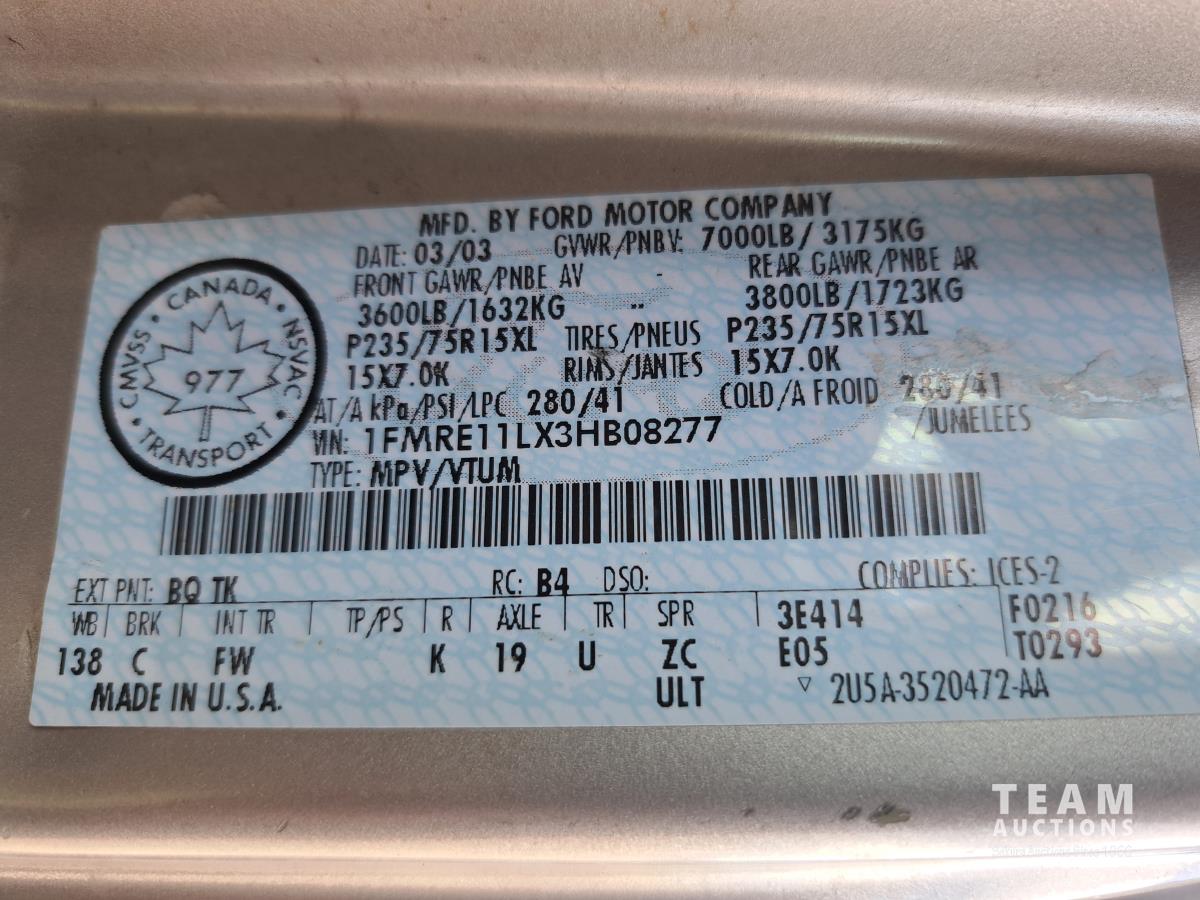 MFD. BY FORD MOTOR COMPANY
DATE: 03/03 GVWR/PNBV: 7000LB/ 3175KG
FRONT GAWR/PNBE AV REAR GAWR/PNBE AR
3600LB/1632KG 3800LB/1723KG
P235/75R15XL TIRES/PNEUS P235/75R15XL
15X7.0K RIMS/JANTES 15X7.0K
AT/A kPa/PSI/LPC 280/41 COLD/A FROID 280/41
VIN: 1FMRE11LX3HB08277 /JUMELEES
TYPE: MPV/VTUM
CANADA
CMVSS NSVAC
977
TRANSPORT
EXT PNT: BQ TK RC: B4 DSO: COMPLIES: ICES-2
WB BRK INT TR TP/PS R AXLE TR SPR 3E414 F0216
138 C FW K 19 U ZC E05 T0293
MADE IN U.S.A. ULT ▽ 2U5A-3520472-AA
TEAM
AUCTIONS